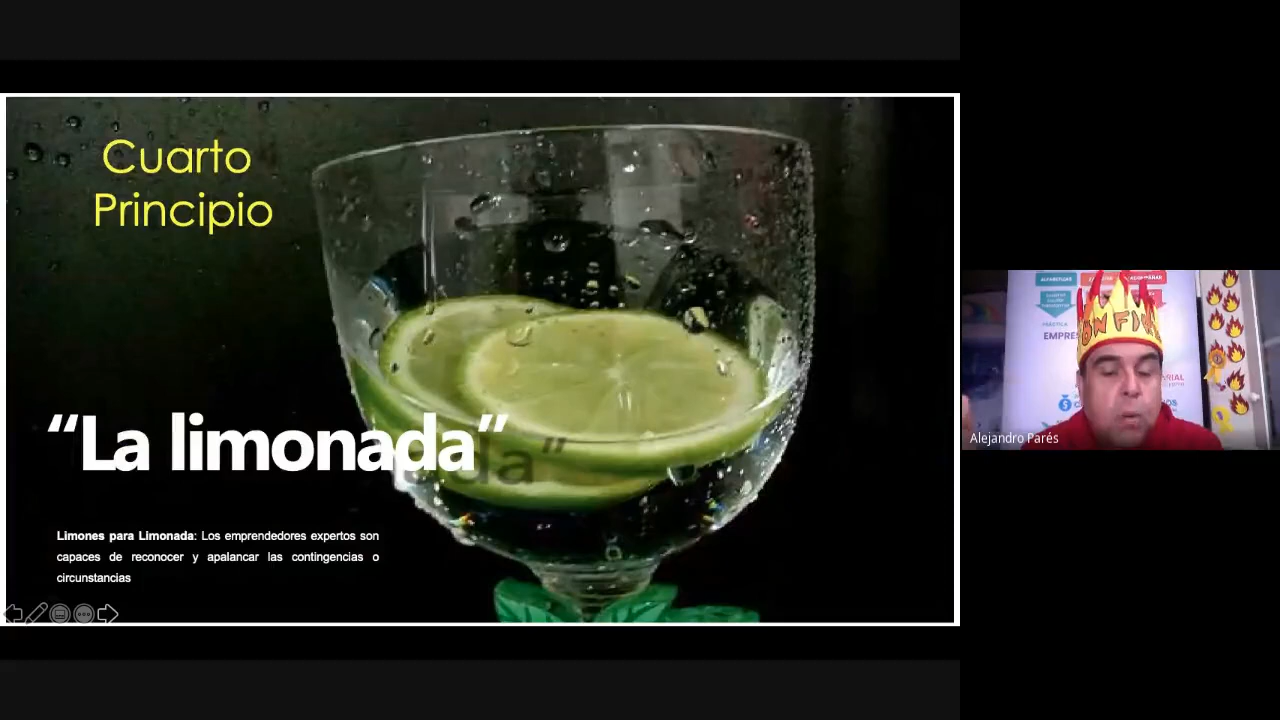 Cuarto
Principio
“La limonada”
Limones para Limonada: Los emprendedores expertos son
capaces de reconocer y apalancar las contingencias o
circunstancias
Alejandro Parés